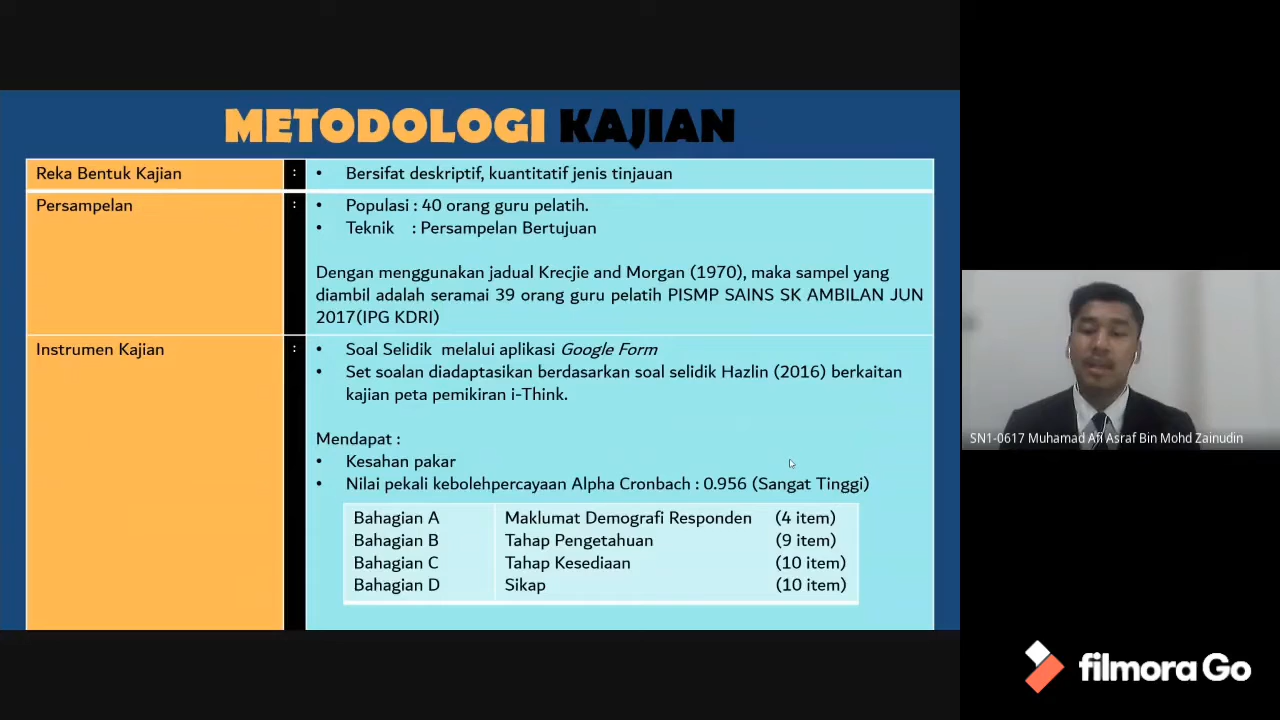 METODOLOGI KAJIAN
Reka Bentuk Kajian : • Bersifat deskriptif, kuantitatif jenis tinjauan
Persampelan : • Populasi : 40 orang guru pelatih.
• Teknik : Persampelan Bertujuan
Dengan menggunakan jadual Krecjie and Morgan (1970), maka sampel yang
diambil adalah seramai 39 orang guru pelatih PISMP SAINS SK AMBILAN JUN
2017(IPG KDRI)
Instrumen Kajian : • Soal Selidik melalui aplikasi Google Form
• Set soalan diadaptasikan berdasarkan soal selidik Hazlin (2016) berkaitan
kajian peta pemikiran i-Think.
Mendapat :
• Kesahan pakar
• Nilai pekali kebolehpercayaan Alpha Cronbach : 0.956 (Sangat Tinggi)
Bahagian A Maklumat Demografi Responden (4 item)
Bahagian B Tahap Pengetahuan (9 item)
Bahagian C Tahap Kesediaan (10 item)
Bahagian D Sikap (10 item)
SN1-0617 Muhamad Afi Asraf Bin Mohd Zainudin
filmora Go